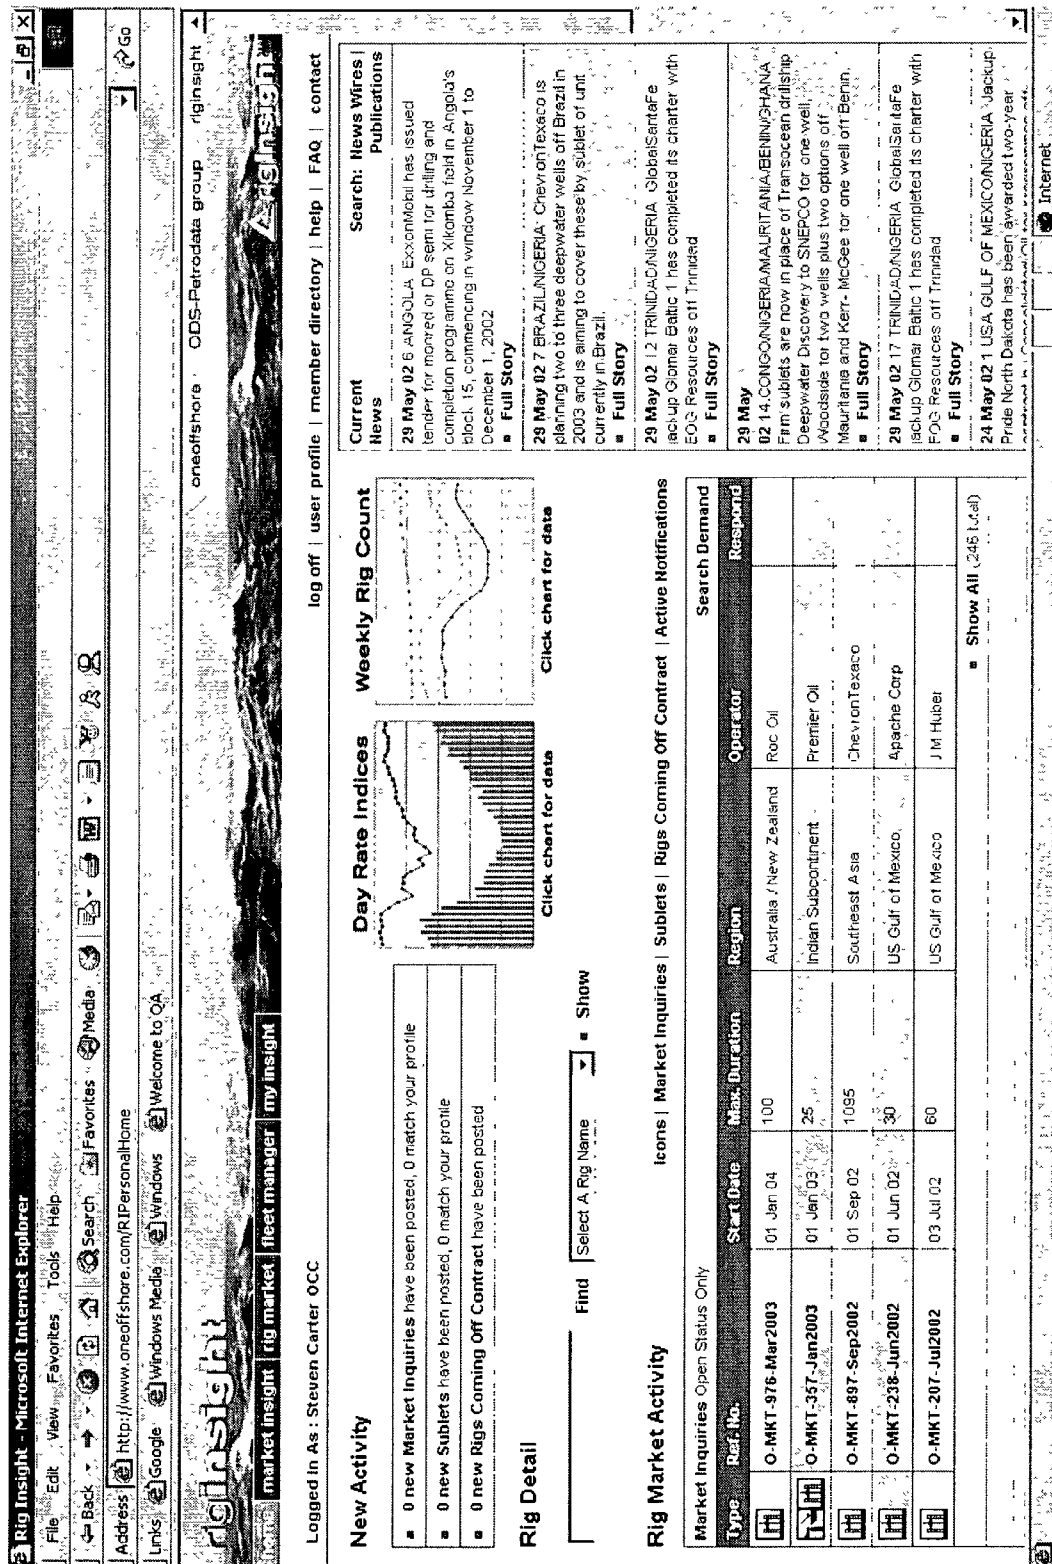 Rig Insight - Microsoft Internet Explorer
File Edit View Favorites Tools Help
Back Search Favorites Media
Address http://www.oneoffshore.com/RIPersonalHome Go
Links Google Windows Media Windows Welcome to QA
riginsight
oneoffshore ODS-Petrodata group riginsight
riginsight
home market insight rig market fleet manager my insight
Logged In As : Steven Carter OCC
log off | user profile | member directory | help | FAQ | contact
New Activity
0 new Market Inquiries have been posted, 0 match your profile
0 new Sublets have been posted, 0 match your profile
0 new Rigs Coming Off Contract have been posted
Rig Detail
Find Select A Rig Name Show
Day Rate Indices
Click chart for data
Weekly Rig Count
Click chart for data
Rig Market Activity
Icons | Market Inquiries | Sublets | Rigs Coming Off Contract | Active Notifications
Market Inquiries Open Status Only Search Demand
Type Ref. No. Start Date Max. Duration Region Operator Respond
O-MKT-976-Mar2003 01 Jan 04 100 Australia / New Zealand Roc Oil
O-MKT-357-Jan2003 01 Jan 03 25 Indian Subcontinent Premier Oil
O-MKT-897-Sep2002 01 Sep 02 1095 Southeast Asia ChevronTexaco
O-MKT-238-Jun2002 01 Jun 02 30 US Gulf of Mexico Apache Corp
O-MKT-207-Jul2002 03 Jul 02 60 US Gulf of Mexico J M Huber
Show All (246 total)
Current News
Search: News Wires | Publications
29 May 02 6 ANGOLA ExxonMobil has issued
tender for moored or DP semi for drilling and
completion programme on Xikomba field in Angola's
block 15, commencing in window November 1 to
December 1, 2002
Full Story
29 May 02 7 BRAZIL/NIGERIA ChevronTexaco is
planning two to three deepwater wells off Brazil in
2003 and is aiming to cover these by sublet of unit
currently in Brazil.
Full Story
29 May 02 12 TRINIDAD/NIGERIA GlobalSantaFe
jackup Glomar Baltic 1 has completed its charter with
EOG Resources off Trinidad
Full Story
29 May
02 14 CONGO/NIGERIA/MAURITANIA/BENIN/GHANA
Firm sublets are now in place of Transocean drillship
Deepwater Discovery to SNEPCO for one well,
Woodside for two wells plus two options off
Mauritania and Kerr- McGee for one well off Benin,
Full Story
29 May 02 17 TRINIDAD/NIGERIA GlobalSantaFe
jackup Glomar Baltic 1 has completed its charter with
EOG Resources off Trinidad
Full Story
24 May 02 1 USA GULF OF MEXICO/NIGERIA Jackup
Pride North Dakota has been awarded two-year
Internet